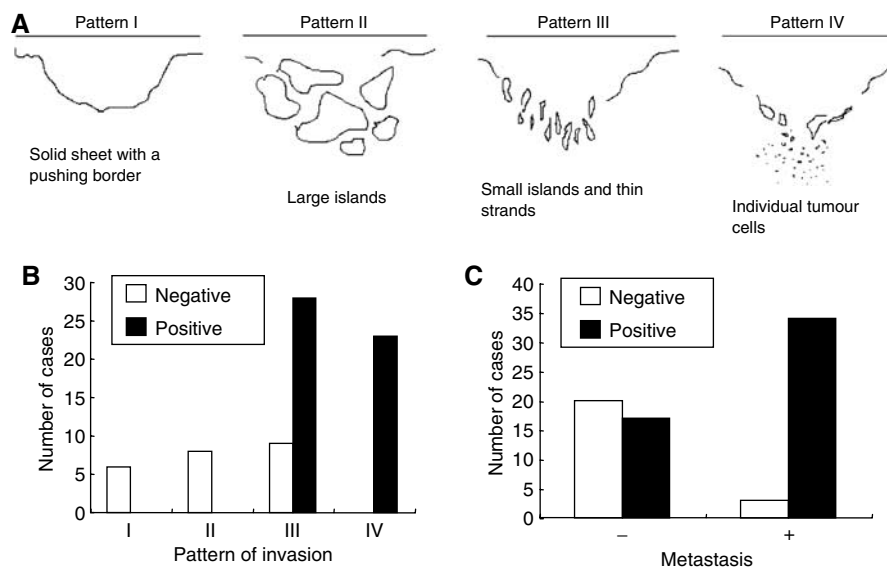 A
Pattern I
Pattern II
Pattern III
Pattern IV
Solid sheet with a
pushing border
Large islands
Small islands and thin
strands
Individual tumour
cells
B
Number of cases
30
25
20
15
10
5
0
Negative
Positive
I
II
III
IV
Pattern of invasion
C
Number of cases
40
35
30
25
20
15
10
5
0
Negative
Positive
–
+
Metastasis